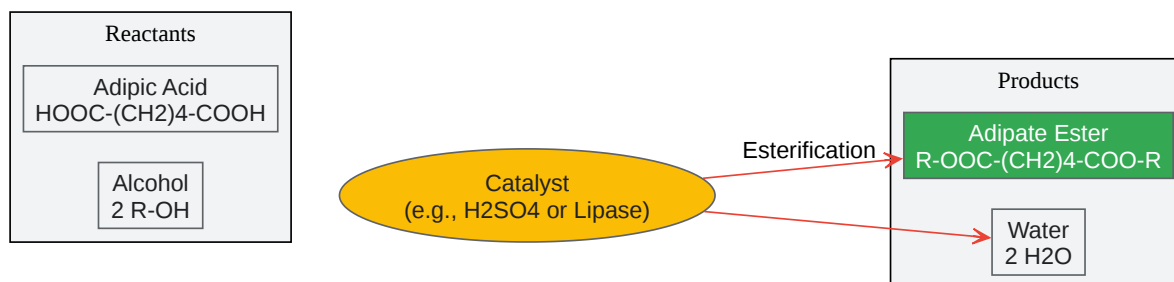 Reactants
Adipic Acid
HOOC-(CH2)4-COOH
Alcohol
2 R-OH
Catalyst
(e.g., H2SO4 or Lipase)
Esterification
Products
Adipate Ester
R-OOC-(CH2)4-COO-R
Water
2 H2O